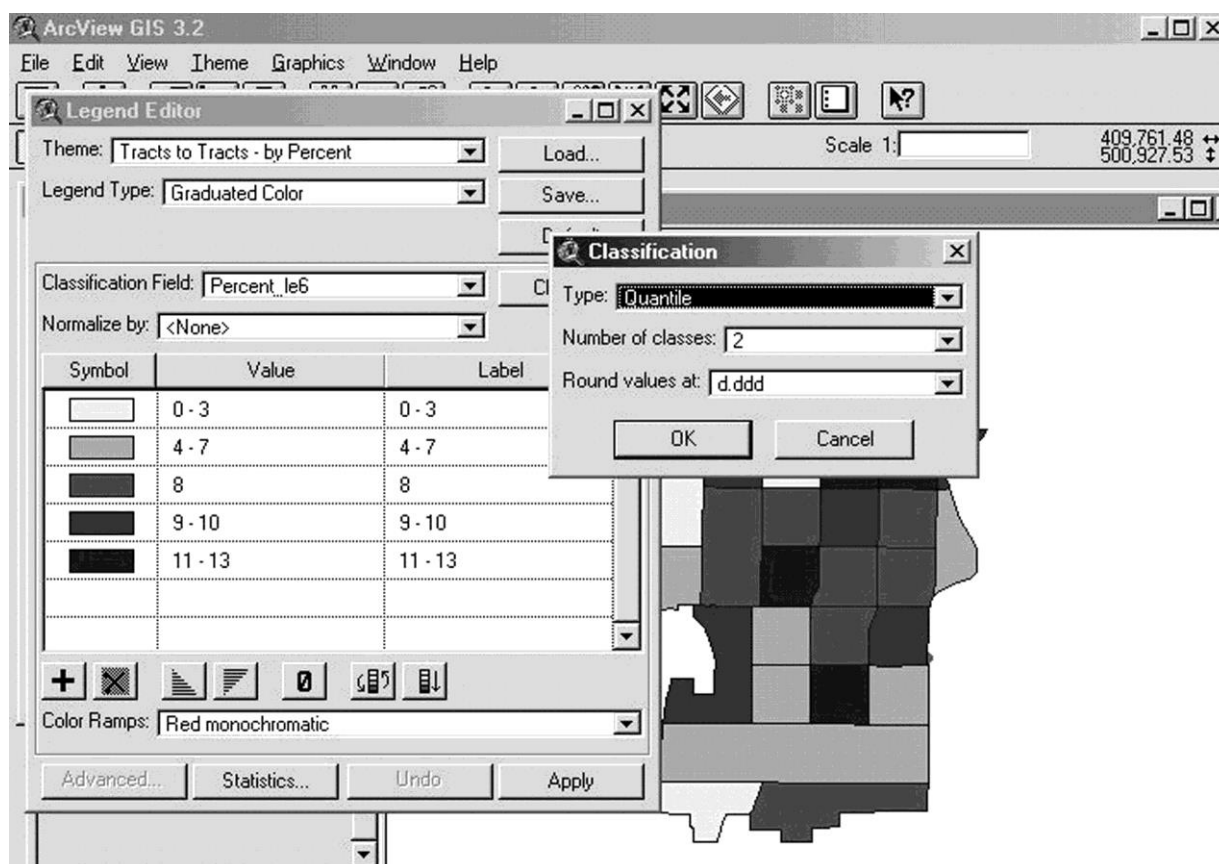 ArcView GIS 3.2
File Edit View Theme Graphics Window Help
Scale 1:
409,761.48
500,927.53
Legend Editor
Theme: Tracts to Tracts - by Percent
Load...
Legend Type: Graduated Color
Save...
Classification Field: Percent_le6
Normalize by: <None>
Symbol Value Label
0 - 3 0 - 3
4 - 7 4 - 7
8 8
9 - 10 9 - 10
11 - 13 11 - 13
Color Ramps: Red monochromatic
Advanced... Statistics... Undo Apply
Classification
Type: Quantile
Number of classes: 2
Round values at: d.ddd
OK Cancel